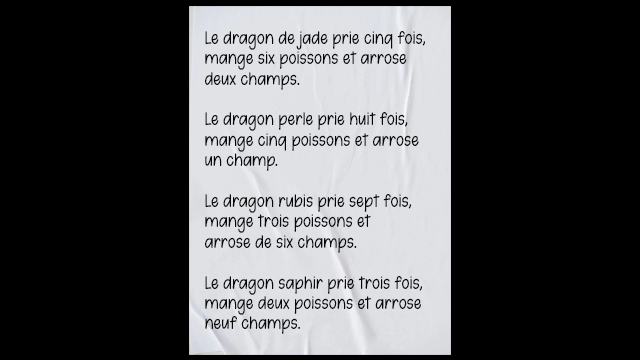 Le dragon de jade prie cinq fois,
mange six poissons et arrose
deux champs.
Le dragon perle prie huit fois,
mange cinq poissons et arrose
un champ.
Le dragon rubis prie sept fois,
mange trois poissons et
arrose de six champs.
Le dragon saphir prie trois fois,
mange deux poissons et arrose
neuf champs.